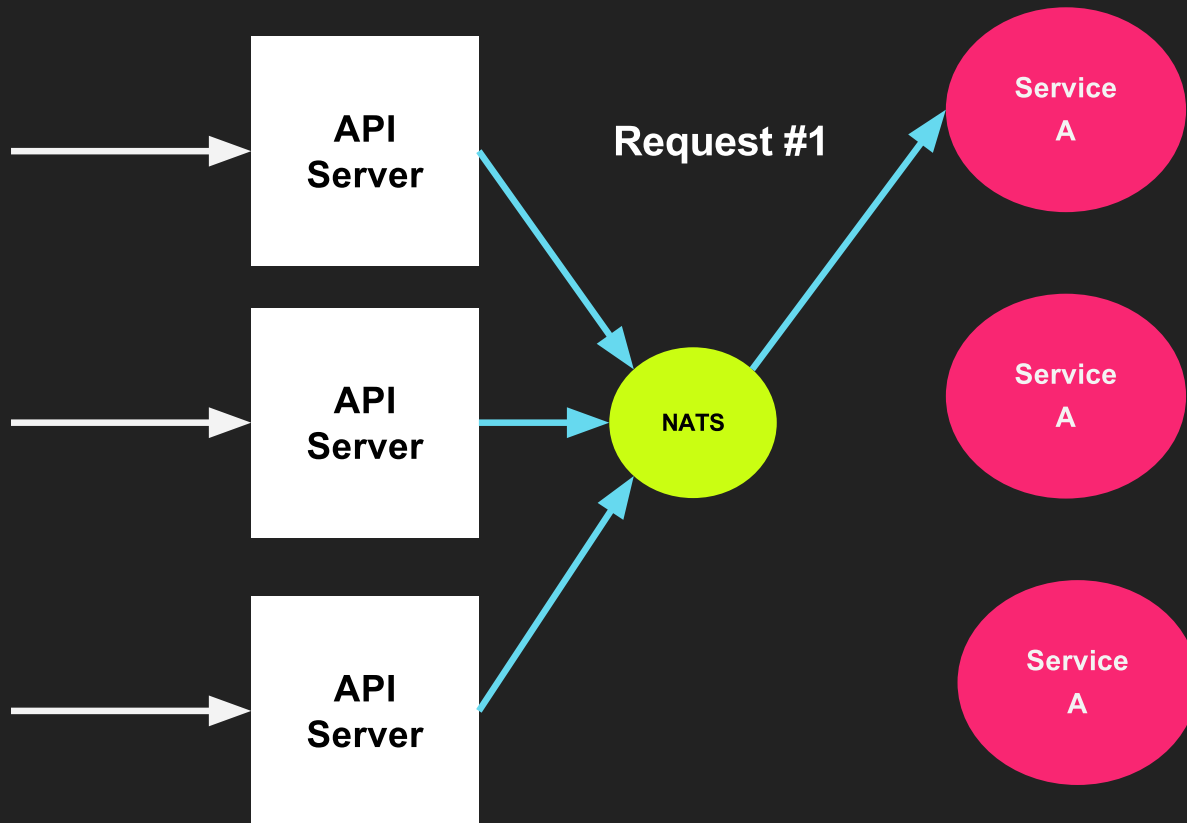 API
Server
Request #1
Service
A
API
Server
NATS
Service
A
API
Server
Service
A